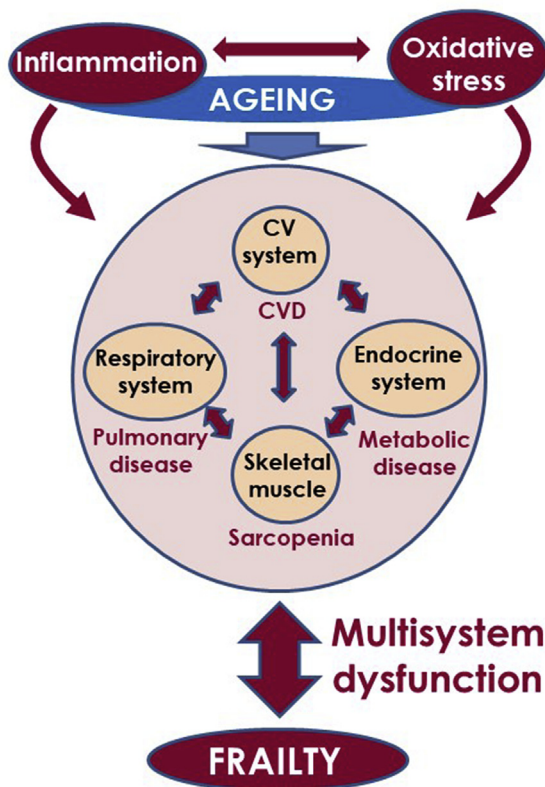 Inflammation
Oxidative
stress
AGEING
CV
system
CVD
Respiratory
system
Endocrine
system
Pulmonary
disease
Metabolic
disease
Skeletal
muscle
Sarcopenia
Multisystem
dysfunction
FRAILTY